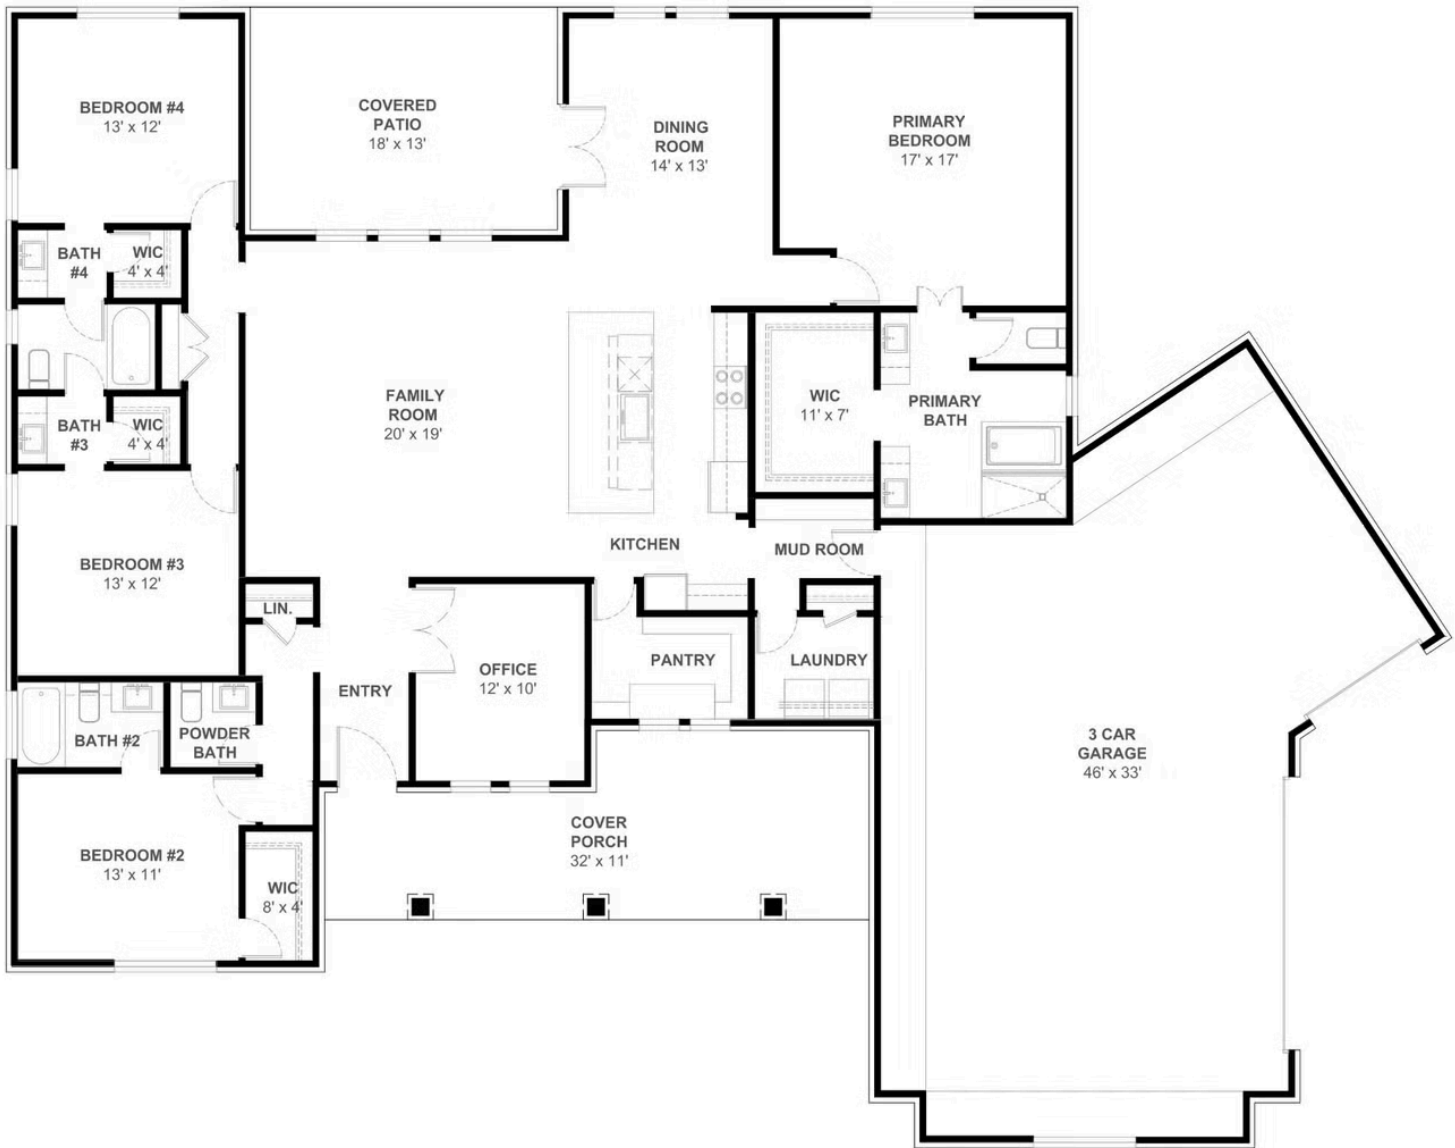 BEDROOM #4
13' x 12'
COVERED
PATIO
18' x 13'
DINING
ROOM
14' x 13'
PRIMARY
BEDROOM
17' x 17'
BATH
#4
WIC
4' x 4'
BATH
#3
WIC
4' x 4'
FAMILY
ROOM
20' x 19'
WIC
11' x 7'
PRIMARY
BATH
BEDROOM #3
13' x 12'
KITCHEN
MUD ROOM
LIN.
OFFICE
12' x 10'
PANTRY
LAUNDRY
ENTRY
BATH #2
POWDER
BATH
3 CAR
GARAGE
46' x 33'
BEDROOM #2
13' x 11'
WIC
8' x 4'
COVER
PORCH
32' x 11'